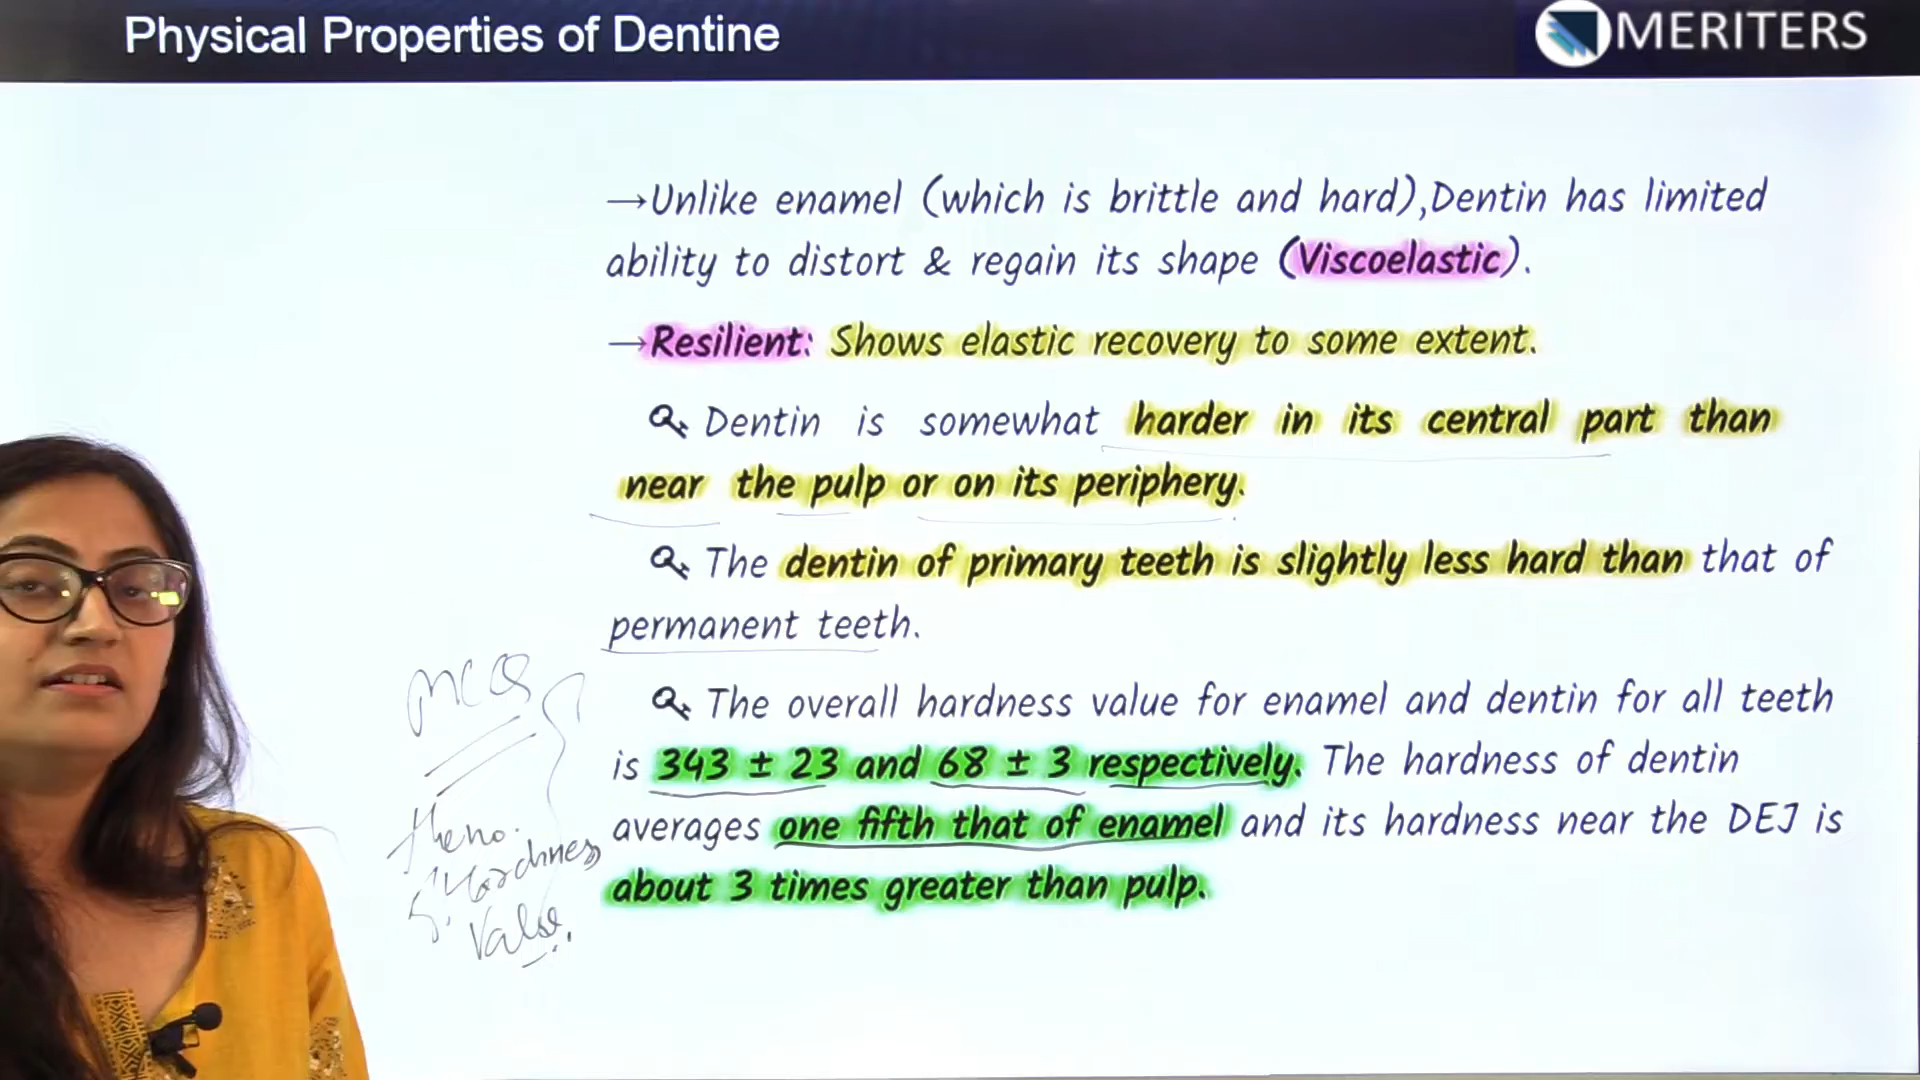 Physical Properties of Dentine
MERITERS
→Unlike enamel (which is brittle and hard),Dentin has limited
ability to distort & regain its shape (Viscoelastic).
→Resilient: Shows elastic recovery to some extent.
Dentin is somewhat harder in its central part than
near the pulp or on its periphery.
The dentin of primary teeth is slightly less hard than that of
permanent teeth.
The overall hardness value for enamel and dentin for all teeth
is 343 ± 23 and 68 ± 3 respectively. The hardness of dentin
averages one fifth that of enamel and its hardness near the DEJ is
about 3 times greater than pulp.
MCQ
Hardness
Value